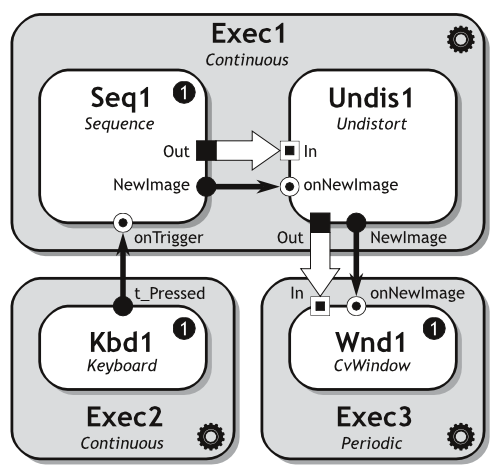 Exec1
Continuous
Seq1
1
Sequence
Undis1
Undistort
Out
In
NewImage
onNewImage
onTrigger
Out
NewImage
t_Pressed
In
onNewImage
Kbd1
1
Keyboard
Wnd1
1
CvWindow
Exec2
Continuous
Exec3
Periodic